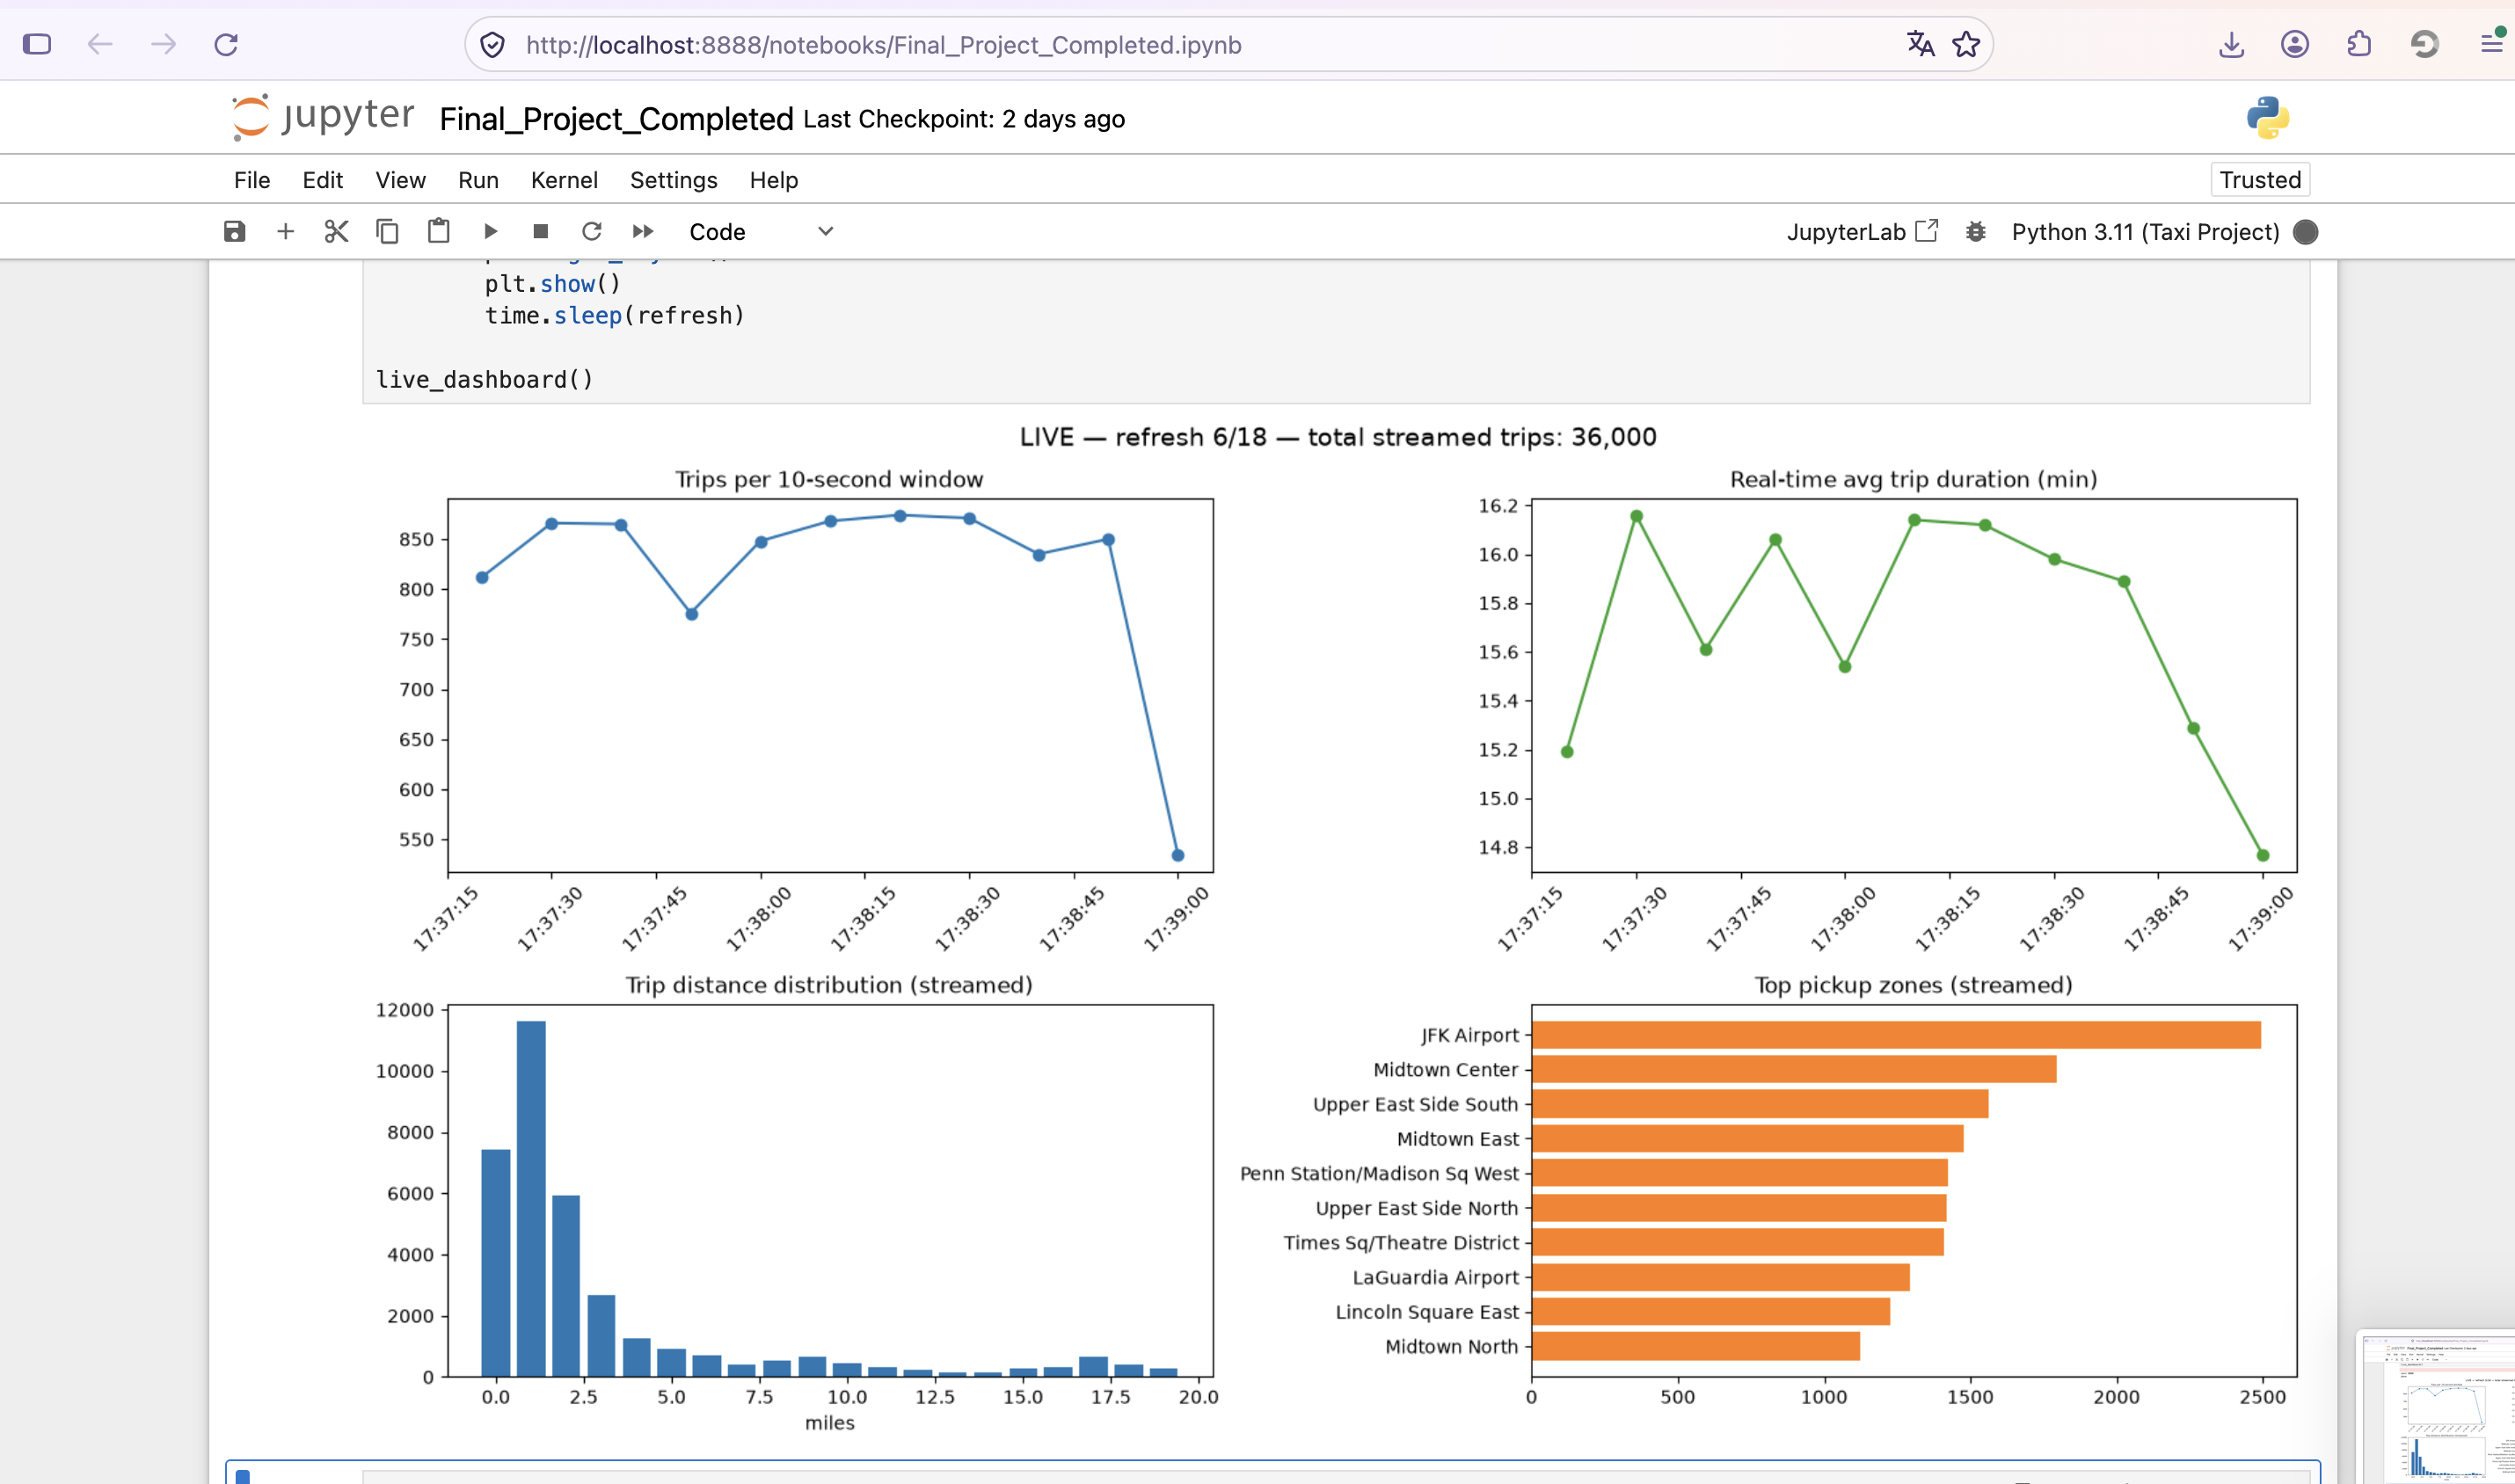 http://localhost:8888/notebooks/Final_Project_Completed.ipynb
jupyter Final_Project_Completed Last Checkpoint: 2 days ago
File Edit View Run Kernel Settings Help
Trusted
Code
JupyterLab
Python 3.11 (Taxi Project)
plt.show()
time.sleep(refresh)
live_dashboard()
LIVE — refresh 6/18 — total streamed trips: 36,000
Trips per 10-second window
850
800
750
700
650
600
550
17:37:15 17:37:30 17:37:45 17:38:00 17:38:15 17:38:30 17:38:45 17:39:00
Real-time avg trip duration (min)
16.2
16.0
15.8
15.6
15.4
15.2
15.0
14.8
17:37:15 17:37:30 17:37:45 17:38:00 17:38:15 17:38:30 17:38:45 17:39:00
Trip distance distribution (streamed)
12000
10000
8000
6000
4000
2000
0
0.0 2.5 5.0 7.5 10.0 12.5 15.0 17.5 20.0
miles
Top pickup zones (streamed)
JFK Airport
Midtown Center
Upper East Side South
Midtown East
Penn Station/Madison Sq West
Upper East Side North
Times Sq/Theatre District
LaGuardia Airport
Lincoln Square East
Midtown North
0 500 1000 1500 2000 2500